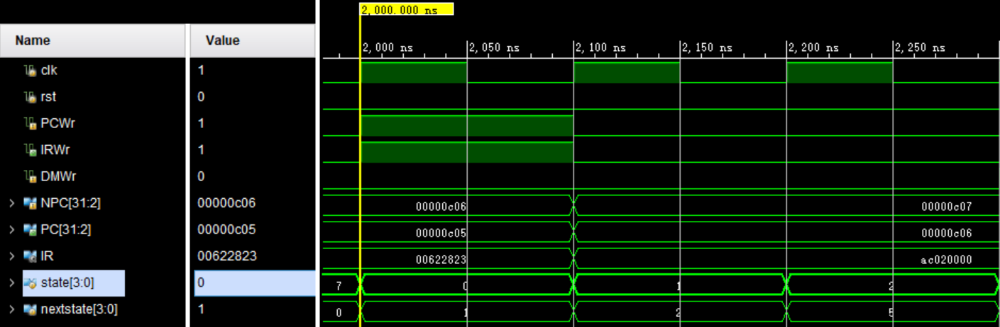 2,000.000 ns
Name Value
2,000 ns 2,050 ns 2,100 ns 2,150 ns 2,200 ns 2,250 ns
clk 1
rst 0
PCWr 1
IRWr 1
DMWr 0
NPC[31:2] 00000c06 00000c06 00000c07
PC[31:2] 00000c05 00000c05 00000c06
IR 00622823 00622823 ac020000
state[3:0] 0 7 0 1 2
nextstate[3:0] 1 0 1 2 5